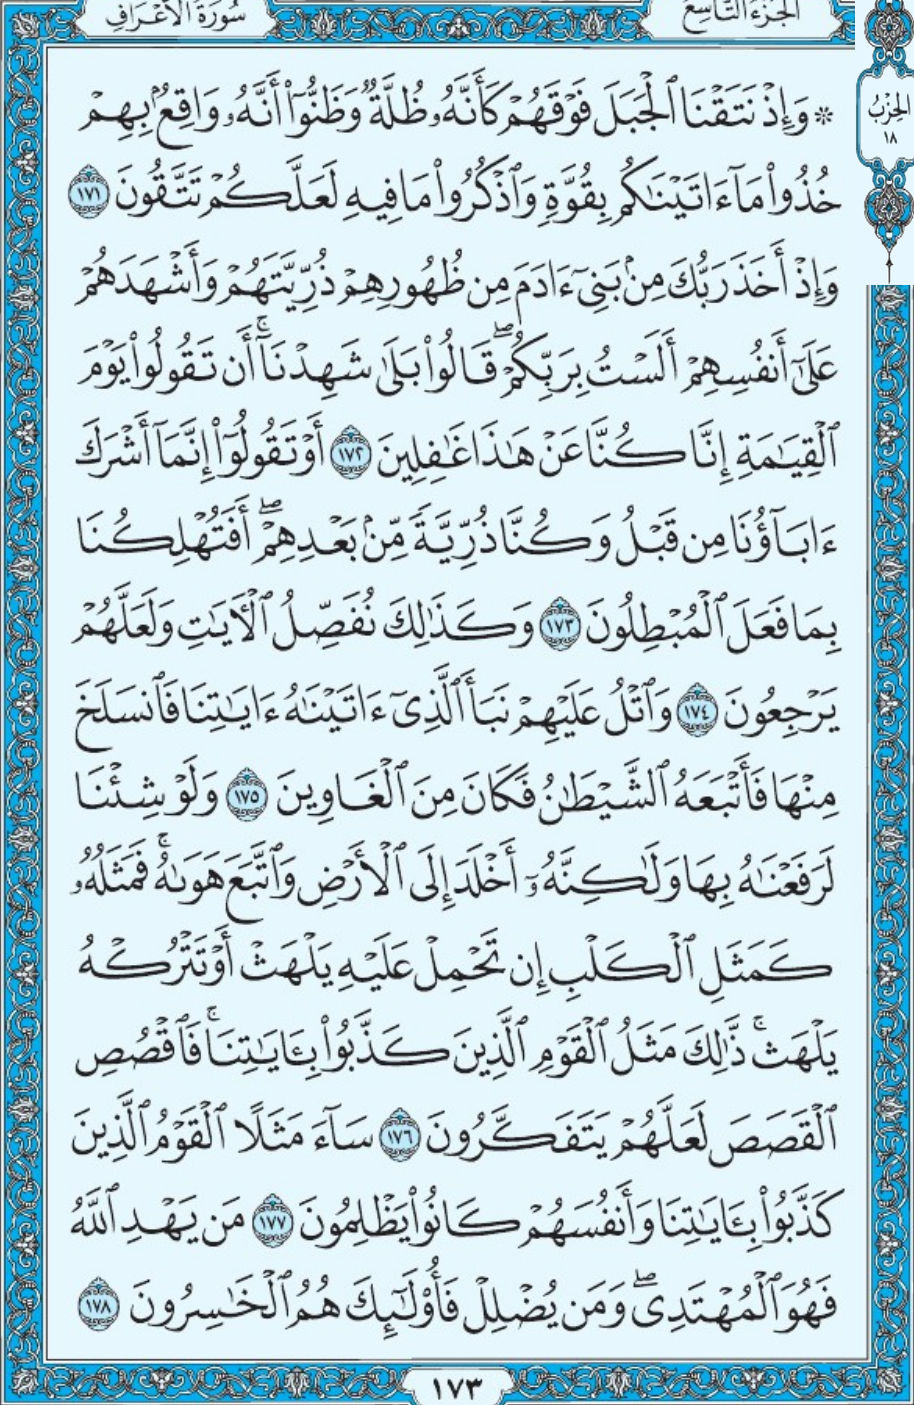 الجزء التاسع
سورة الأعراف
الحزب
١٨
۞ وَإِذْ نَتَقْنَا ٱلْجَبَلَ فَوْقَهُمْ كَأَنَّهُۥ ظُلَّةٌۭ وَظَنُّوٓا۟ أَنَّهُۥ وَاقِعٌۢ بِهِمْ
خُذُوا۟ مَآ ءَاتَيْنَـٰكُم بِقُوَّةٍۢ وَٱذْكُرُوا۟ مَا فِيهِ لَعَلَّكُمْ تَتَّقُونَ ١٧١
وَإِذْ أَخَذَ رَبُّكَ مِنۢ بَنِىٓ ءَادَمَ مِن ظُهُورِهِمْ ذُرِّيَّتَهُمْ وَأَشْهَدَهُمْ
عَلَىٰٓ أَنفُسِهِمْ أَلَسْتُ بِرَبِّكُمْ ۖ قَالُوا۟ بَلَىٰ شَهِدْنَآ ۚ أَن تَقُولُوا۟ يَوْمَ
ٱلْقِيَـٰمَةِ إِنَّا كُنَّا عَنْ هَـٰذَا غَـٰفِلِينَ ١٧٢ أَوْ تَقُولُوٓا۟ إِنَّمَآ أَشْرَكَ
ءَابَآؤُنَا مِن قَبْلُ وَكُنَّا ذُرِّيَّةًۭ مِّنۢ بَعْدِهِمْ ۖ أَفَتُهْلِكُنَا
بِمَا فَعَلَ ٱلْمُبْطِلُونَ ١٧٣ وَكَذَٰلِكَ نُفَصِّلُ ٱلْـَٔايَـٰتِ وَلَعَلَّهُمْ
يَرْجِعُونَ ١٧٤ وَٱتْلُ عَلَيْهِمْ نَبَأَ ٱلَّذِىٓ ءَاتَيْنَـٰهُ ءَايَـٰتِنَا فَٱنسَلَخَ
مِنْهَا فَأَتْبَعَهُ ٱلشَّيْطَـٰنُ فَكَانَ مِنَ ٱلْغَاوِينَ ١٧٥ وَلَوْ شِئْنَا
لَرَفَعْنَـٰهُ بِهَا وَلَـٰكِنَّهُۥٓ أَخْلَدَ إِلَى ٱلْأَرْضِ وَٱتَّبَعَ هَوَىٰهُ ۚ فَمَثَلُهُۥ
كَمَثَلِ ٱلْكَلْبِ إِن تَحْمِلْ عَلَيْهِ يَلْهَثْ أَوْ تَتْرُكْهُ
يَلْهَث ۚ ذَّٰلِكَ مَثَلُ ٱلْقَوْمِ ٱلَّذِينَ كَذَّبُوا۟ بِـَٔايَـٰتِنَا ۚ فَٱقْصُصِ
ٱلْقَصَصَ لَعَلَّهُمْ يَتَفَكَّرُونَ ١٧٦ سَآءَ مَثَلًا ٱلْقَوْمُ ٱلَّذِينَ
كَذَّبُوا۟ بِـَٔايَـٰتِنَا وَأَنفُسَهُمْ كَانُوا۟ يَظْلِمُونَ ١٧٧ مَن يَهْدِ ٱللَّهُ
فَهُوَ ٱلْمُهْتَدِى ۖ وَمَن يُضْلِلْ فَأُو۟لَـٰٓئِكَ هُمُ ٱلْخَـٰسِرُونَ ١٧٨
١٧٣